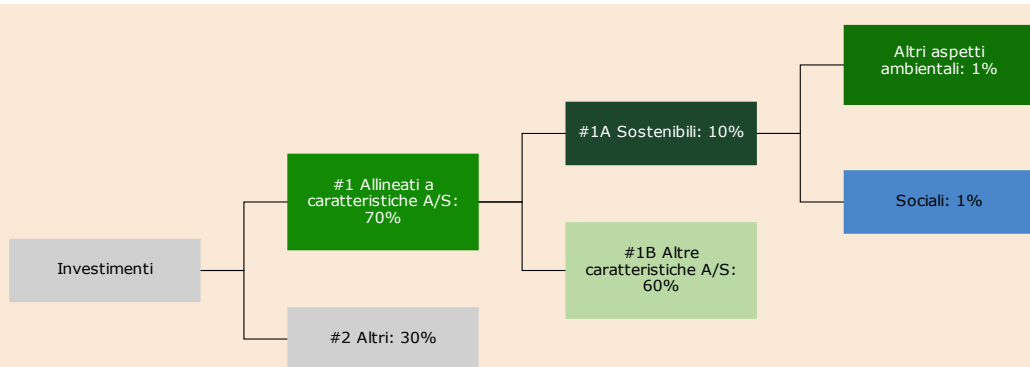 Altri aspetti
ambientali: 1%
#1A Sostenibili: 10%
#1 Allineati a
caratteristiche A/S:
70%
Sociali: 1%
Investimenti
#1B Altre
caratteristiche A/S:
60%
#2 Altri: 30%